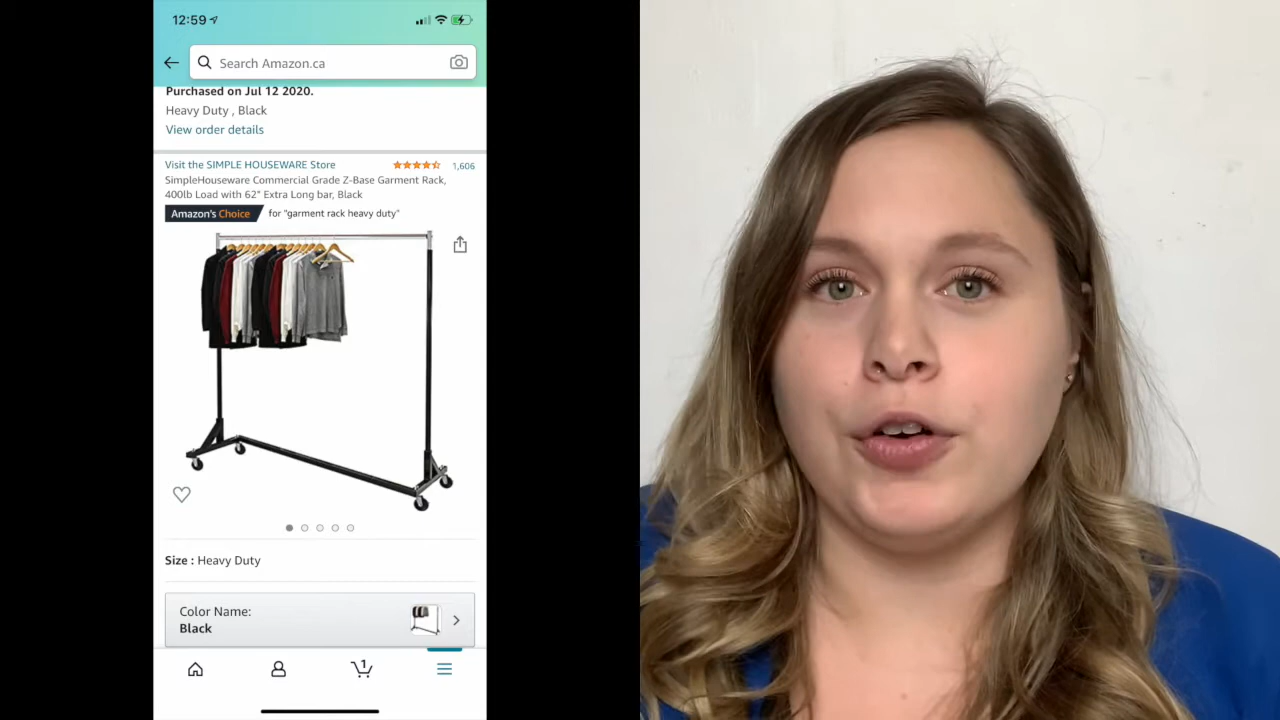 12:59
Search Amazon.ca
Purchased on Jul 12 2020.
Heavy Duty , Black
View order details
Visit the SIMPLE HOUSEWARE Store 1,606
SimpleHouseware Commercial Grade Z-Base Garment Rack,
400lb Load with 62" Extra Long bar, Black
Amazon's Choice for "garment rack heavy duty"
Size : Heavy Duty
Color Name:
Black
1